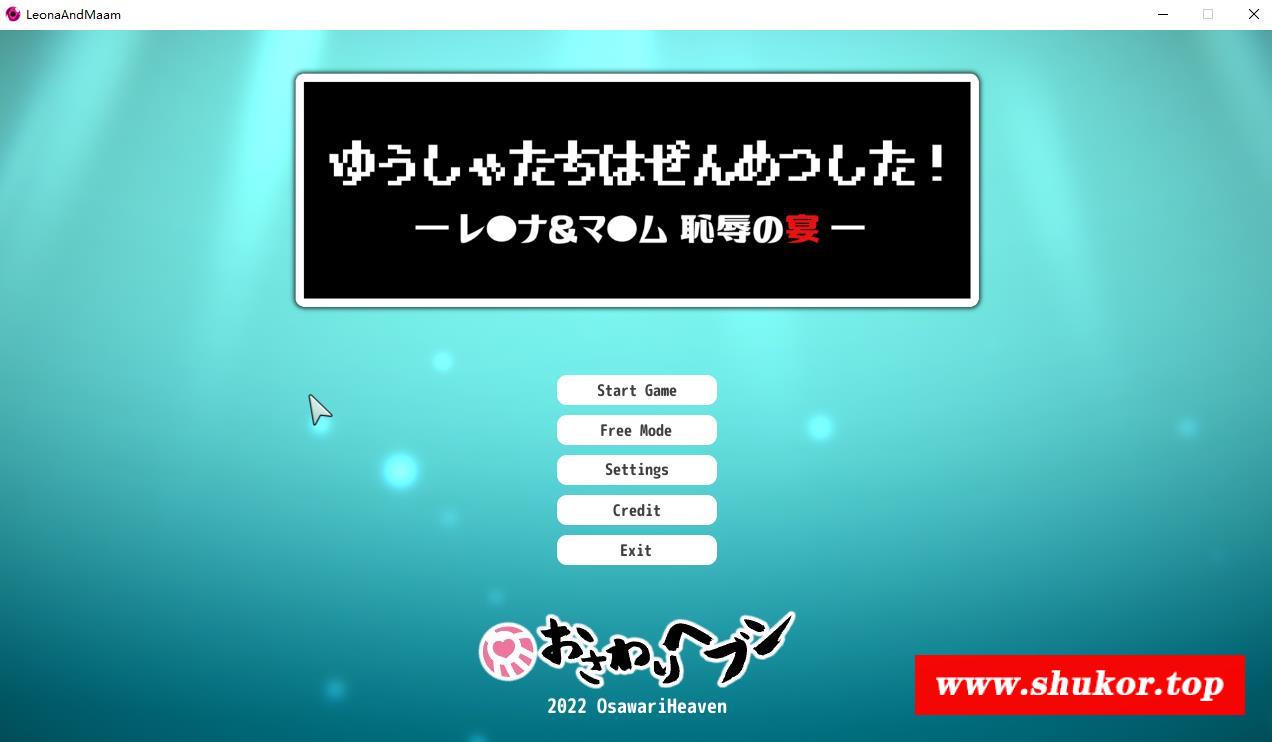 LeonaAndMaam
ゆうしゃたちはぜんめつした!
― レ●ナ&マ●ム 恥辱の宴 ―
Start Game
Free Mode
Settings
Credit
Exit
おさわりヘブン
2022 OsawariHeaven
www.shukor.top